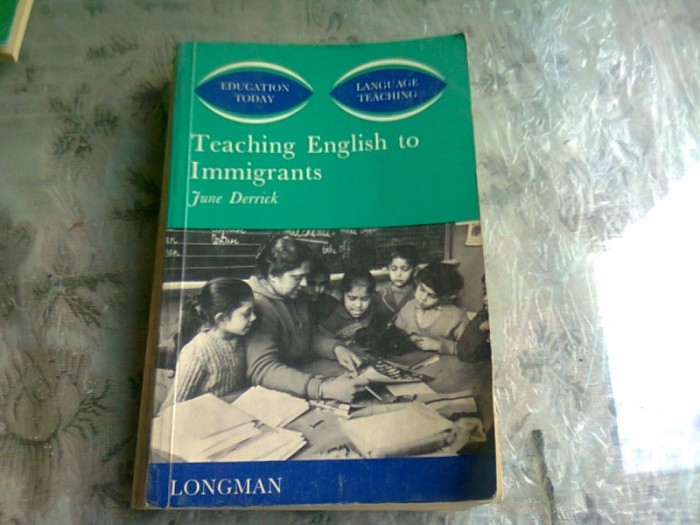 EDUCATION
TODAY
LANGUAGE
TEACHING
Teaching English to
Immigrants
June Derrick
LONGMAN